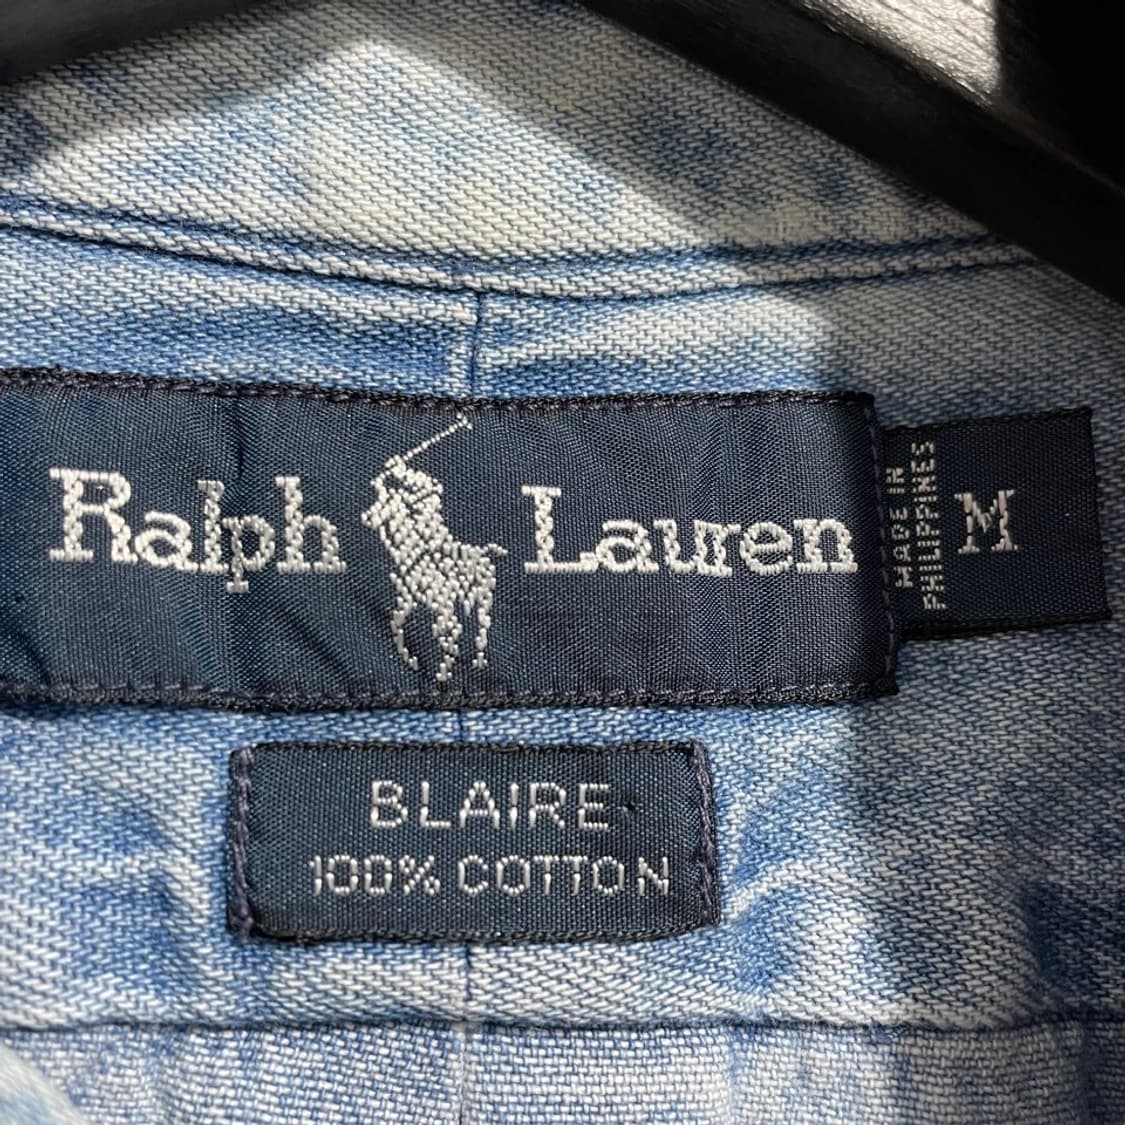 Ralph Lauren
MADE IN
PHILIPPINES
M
BLAIRE
100% COTTON